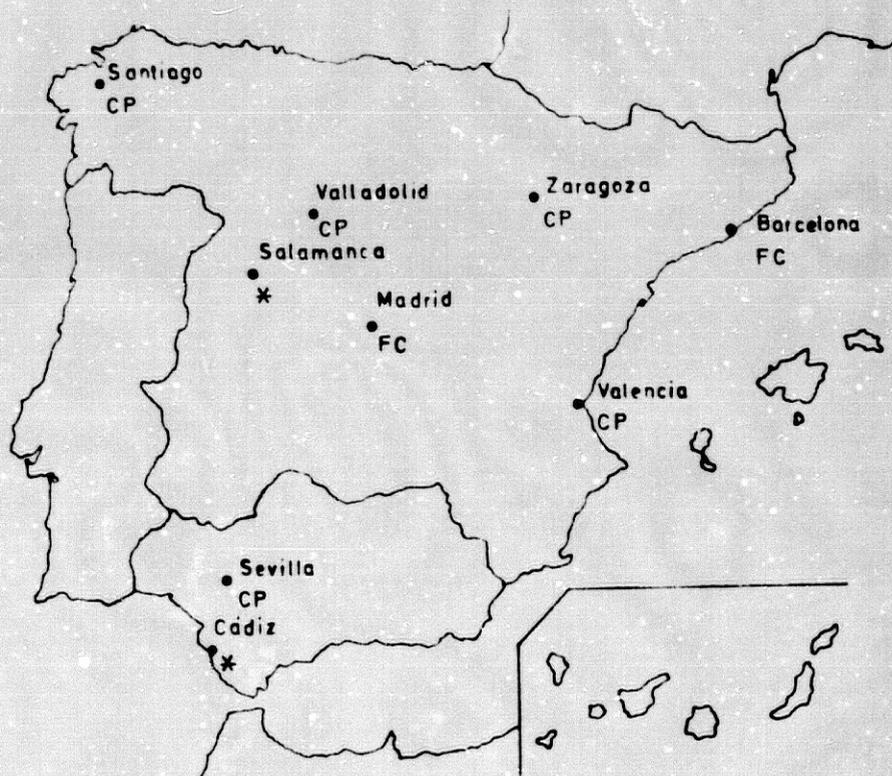 Santiago
CP
Valladolid
CP
Zaragoza
CP
Barcelona
FC
Salamanca
*
Madrid
FC
Valencia
CP
Sevilla
CP
Cádiz
*